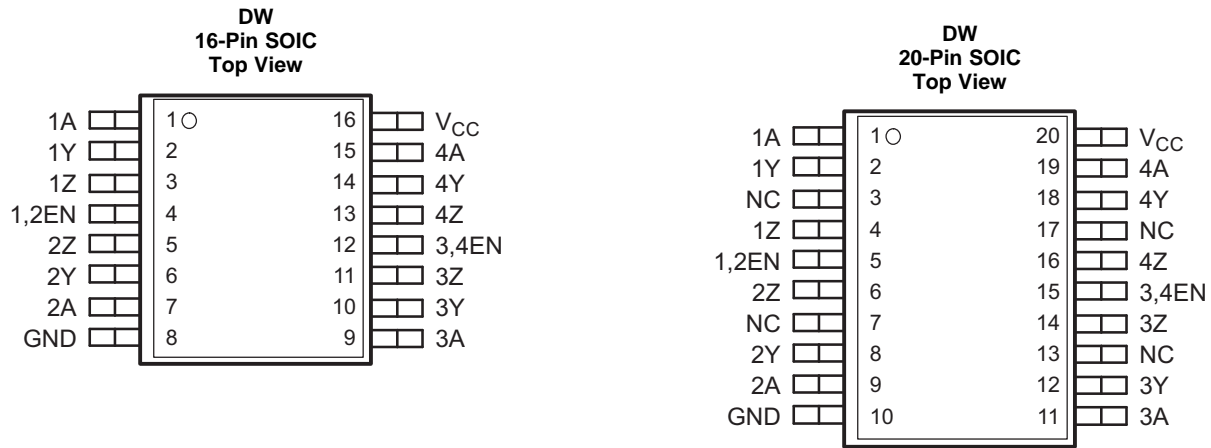 DW
16-Pin SOIC
Top View
1A 1 16 VCC
1Y 2 15 4A
1Z 3 14 4Y
1,2EN 4 13 4Z
2Z 5 12 3,4EN
2Y 6 11 3Z
2A 7 10 3Y
GND 8 9 3A
DW
20-Pin SOIC
Top View
1A 1 20 VCC
1Y 2 19 4A
NC 3 18 4Y
1Z 4 17 NC
1,2EN 5 16 4Z
2Z 6 15 3,4EN
NC 7 14 3Z
2Y 8 13 NC
2A 9 12 3Y
GND 10 11 3A